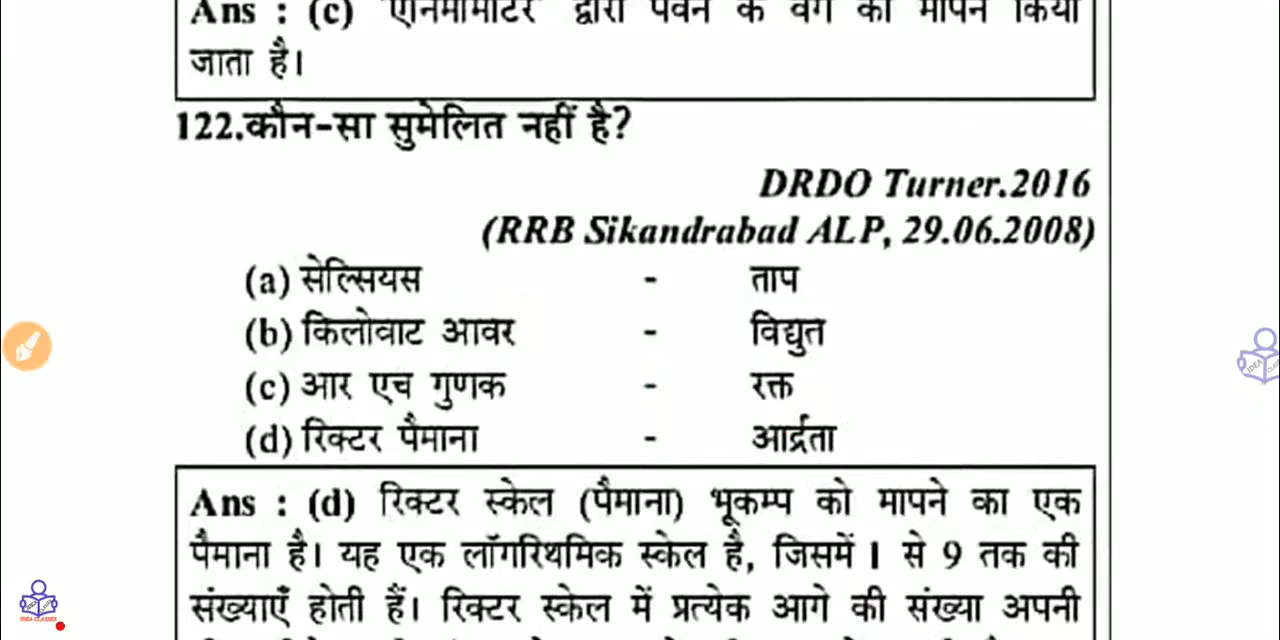 Ans : (c) 'एनिमोमीटर' द्वारा पवन के वेग का मापन किया
जाता है।
122.कौन-सा सुमेलित नहीं है?
DRDO Turner.2016
(RRB Sikandrabad ALP, 29.06.2008)
(a) सेल्सियस - ताप
(b) किलोवाट आवर - विद्युत
(c) आर एच गुणक - रक्त
(d) रिक्टर पैमाना - आर्द्रता
Ans : (d) रिक्टर स्केल (पैमाना) भूकम्प को मापने का एक
पैमाना है। यह एक लॉगरिथमिक स्केल है, जिसमें 1 से 9 तक की
संख्याएँ होती हैं। रिक्टर स्केल में प्रत्येक आगे की संख्या अपनी
IDEA CLASSES